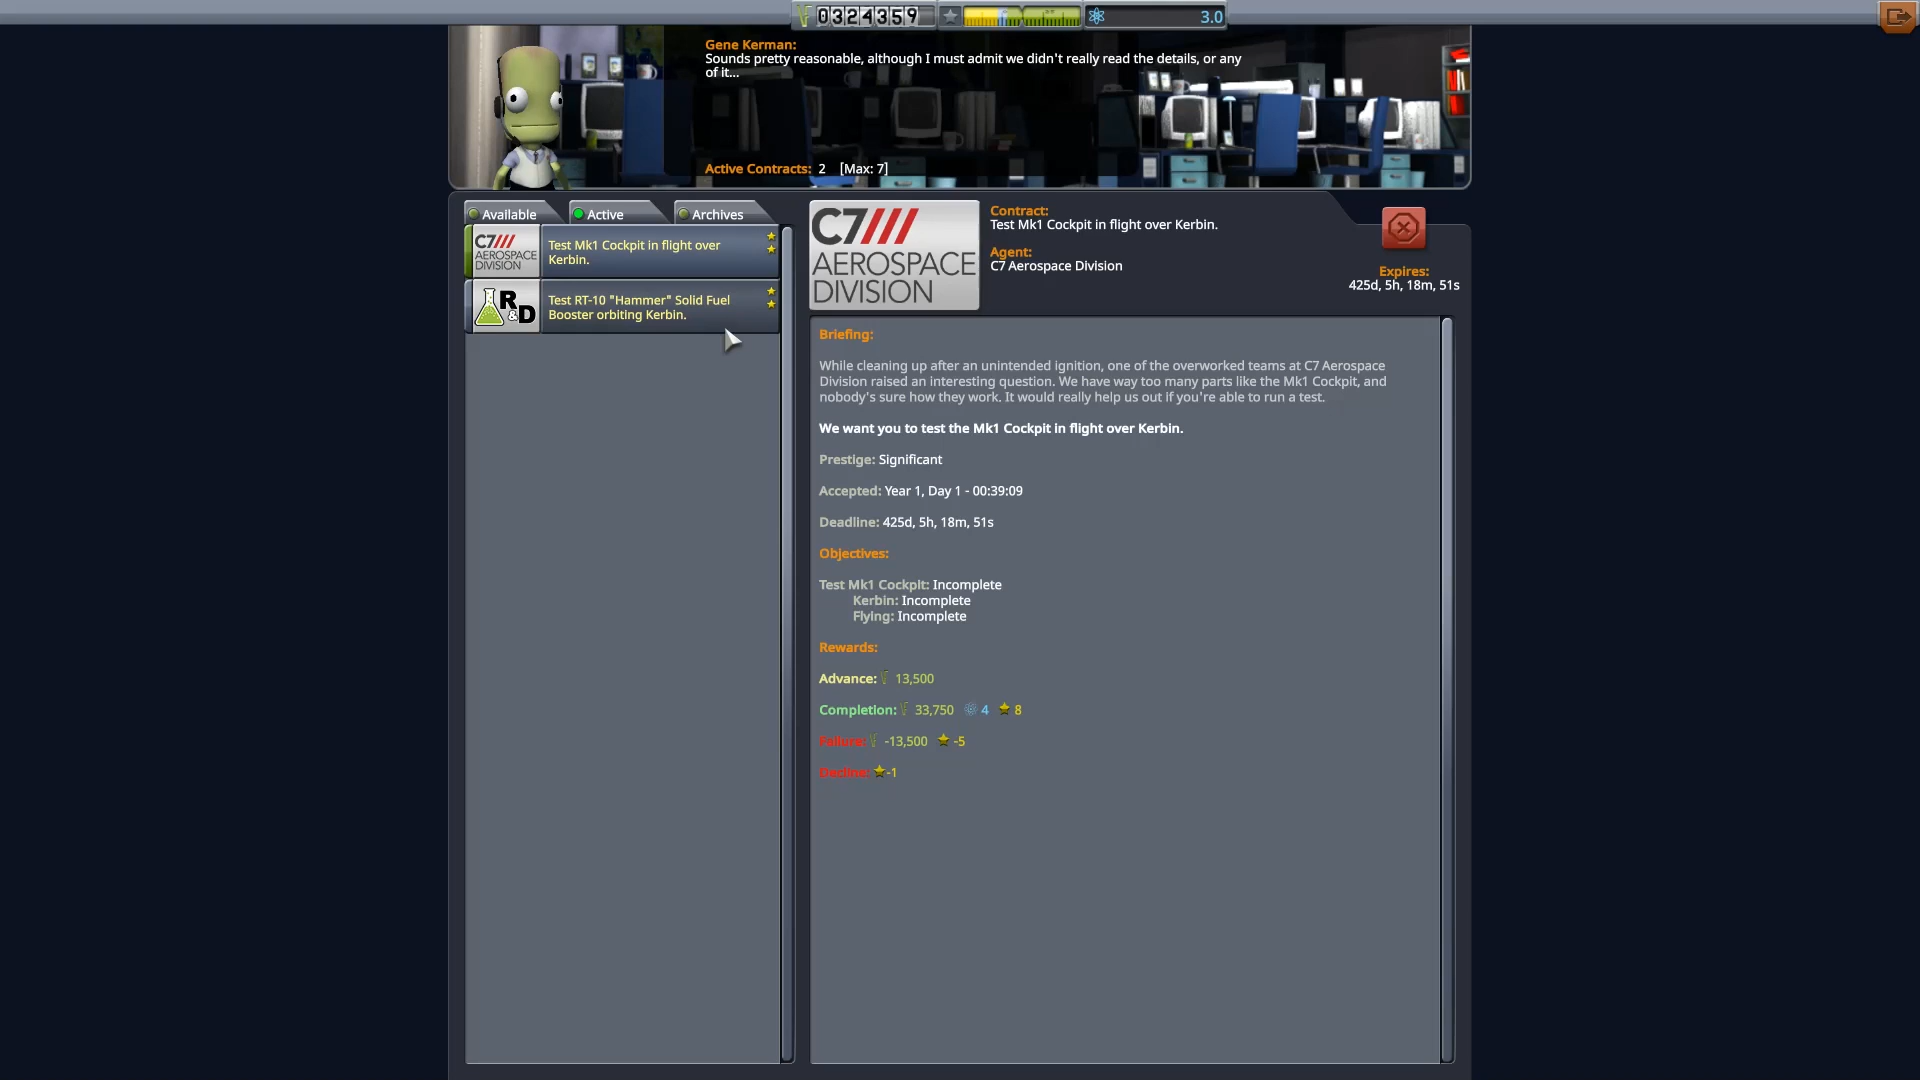 0324359
3.0
Gene Kerman:
Sounds pretty reasonable, although I must admit we didn't really read the details, or any
of it...
Active Contracts: 2 [Max: 7]
Available
Active
Archives
C7///
AEROSPACE
DIVISION
Test Mk1 Cockpit in flight over
Kerbin.
R&D
Test RT-10 "Hammer" Solid Fuel
Booster orbiting Kerbin.
C7///
AEROSPACE
DIVISION
Contract:
Test Mk1 Cockpit in flight over Kerbin.
Agent:
C7 Aerospace Division
Expires:
425d, 5h, 18m, 51s
Briefing:
While cleaning up after an unintended ignition, one of the overworked teams at C7 Aerospace
Division raised an interesting question. We have way too many parts like the Mk1 Cockpit, and
nobody's sure how they work. It would really help us out if you're able to run a test.
We want you to test the Mk1 Cockpit in flight over Kerbin.
Prestige: Significant
Accepted: Year 1, Day 1 - 00:39:09
Deadline: 425d, 5h, 18m, 51s
Objectives:
Test Mk1 Cockpit: Incomplete
Kerbin: Incomplete
Flying: Incomplete
Rewards:
Advance: 13,500
Completion: 33,750 4 8
Failure: -13,500 -5
Decline: -1